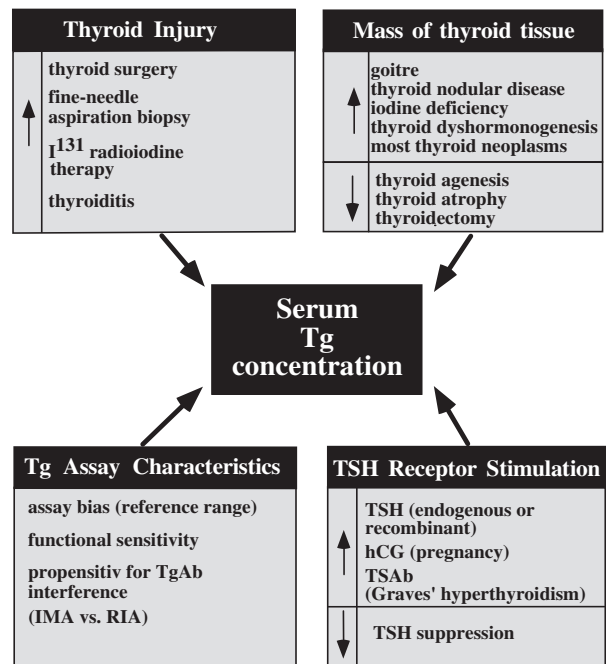 Thyroid Injury
thyroid surgery
fine-needle
aspiration biopsy
I131 radioiodine
therapy
thyroiditis
Mass of thyroid tissue
goitre
thyroid nodular disease
iodine deficiency
thyroid dyshormonogenesis
most thyroid neoplasms
thyroid agenesis
thyroid atrophy
thyroidectomy
Serum
Tg
concentration
Tg Assay Characteristics
assay bias (reference range)
functional sensitivity
propensitiv for TgAb
interference
(IMA vs. RIA)
TSH Receptor Stimulation
TSH (endogenous or
recombinant)
hCG (pregnancy)
TSAb
(Graves' hyperthyroidism)
TSH suppression